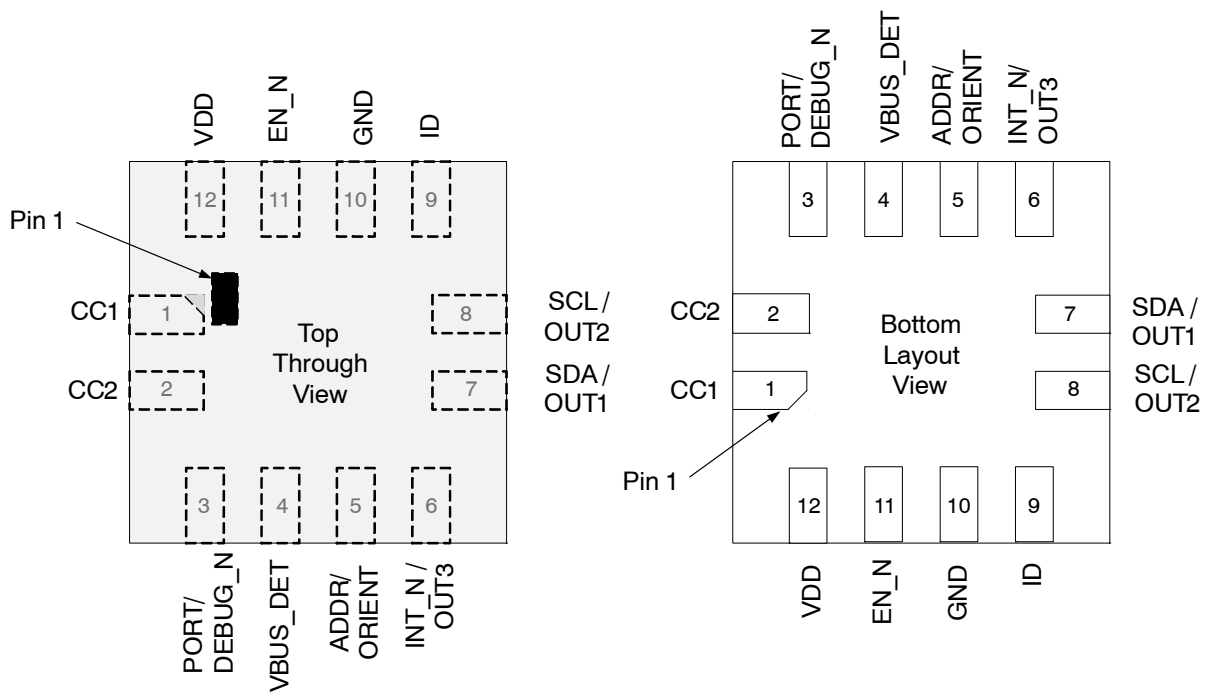 VDD
EN_N
GND
ID
12
11
10
9
Pin 1
CC1
1
8
SCL /
OUT2
Top
Through
View
CC2
2
7
SDA /
OUT1
3
4
5
6
PORT/
DEBUG_N
VBUS_DET
ADDR/
ORIENT
INT_N /
OUT3
PORT/
DEBUG_N
VBUS_DET
ADDR/
ORIENT
INT_N/
OUT3
3
4
5
6
CC2
2
7
SDA /
OUT1
Bottom
Layout
View
CC1
1
8
SCL /
OUT2
Pin 1
12
11
10
9
VDD
EN_N
GND
ID